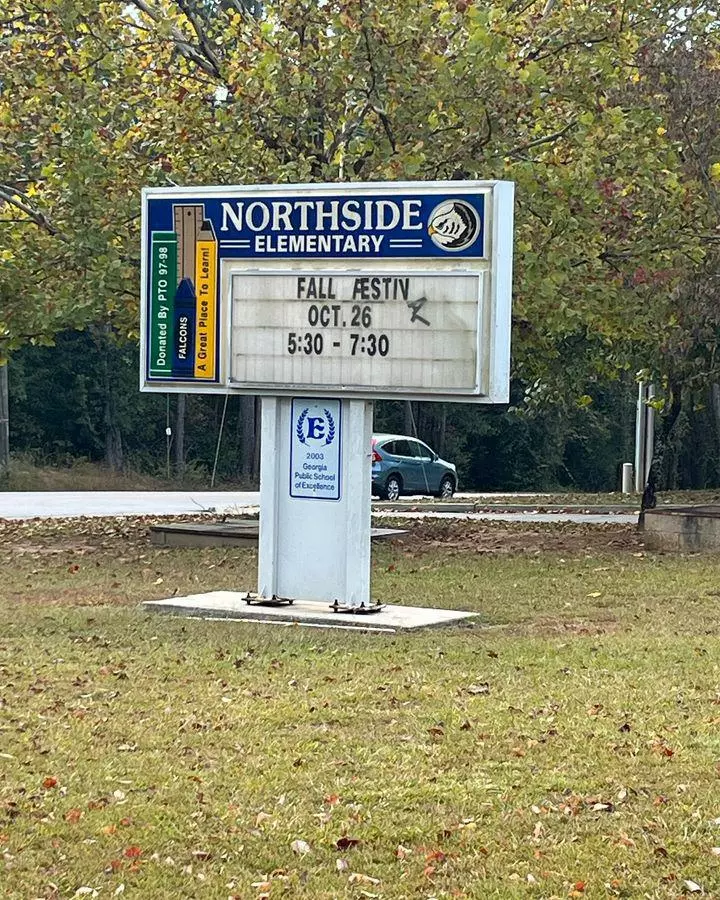 NORTHSIDE
ELEMENTARY
Donated By PTO 97-98
FALCONS
A Great Place To Learn!
FALL ÆSTIV
R
OCT. 26
5:30 - 7:30
E
2003
Georgia
Public School
of Excellence